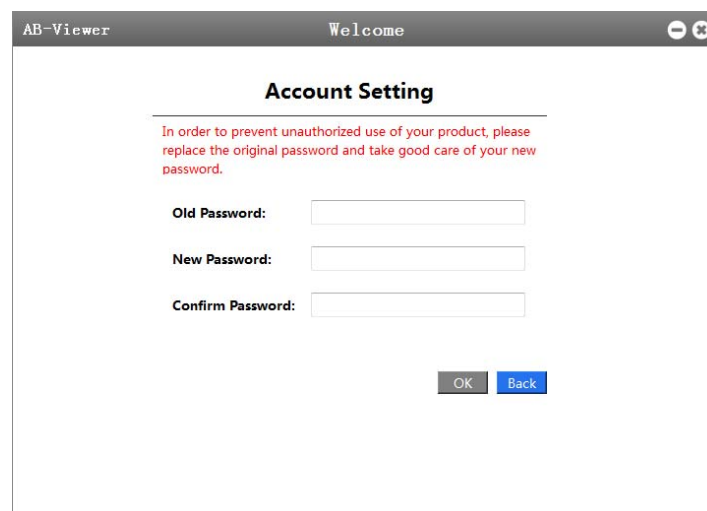 AB-Viewer Welcome
Account Setting
In order to prevent unauthorized use of your product, please
replace the original password and take good care of your new
password.
Old Password:
New Password:
Confirm Password:
OK Back